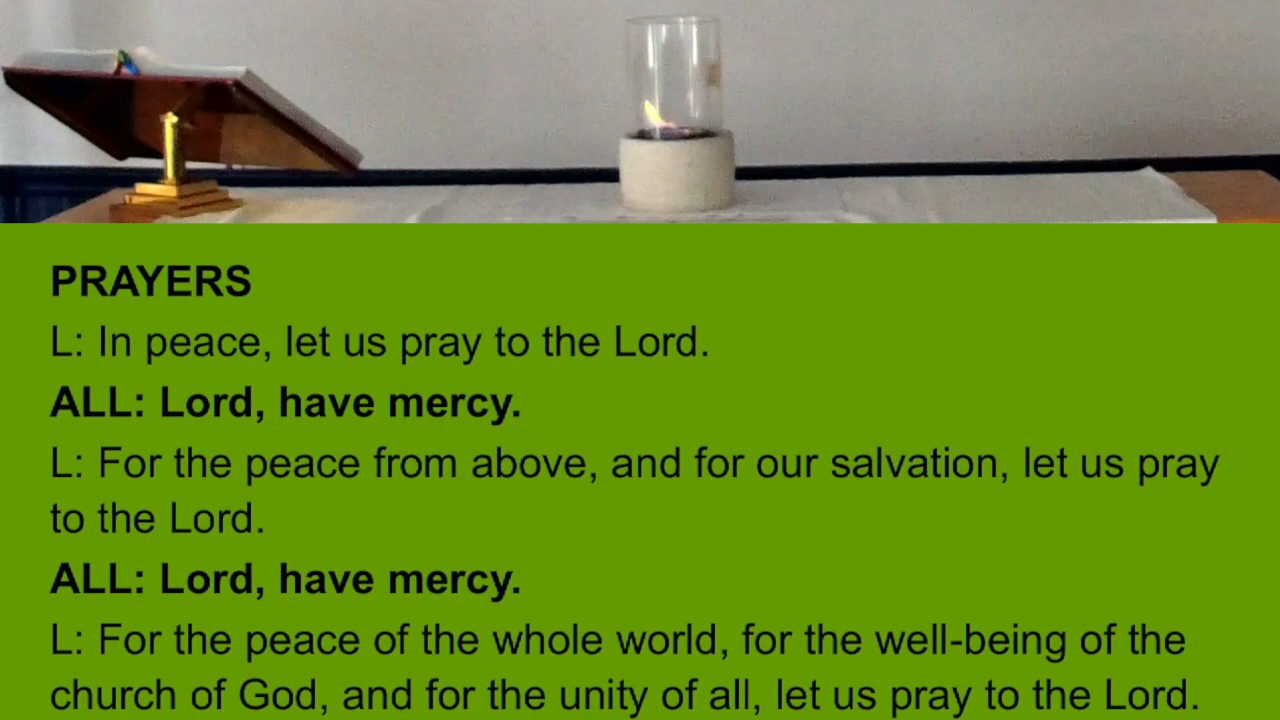 PRAYERS
L: In peace, let us pray to the Lord.
ALL: Lord, have mercy.
L: For the peace from above, and for our salvation, let us pray
to the Lord.
ALL: Lord, have mercy.
L: For the peace of the whole world, for the well-being of the
church of God, and for the unity of all, let us pray to the Lord.